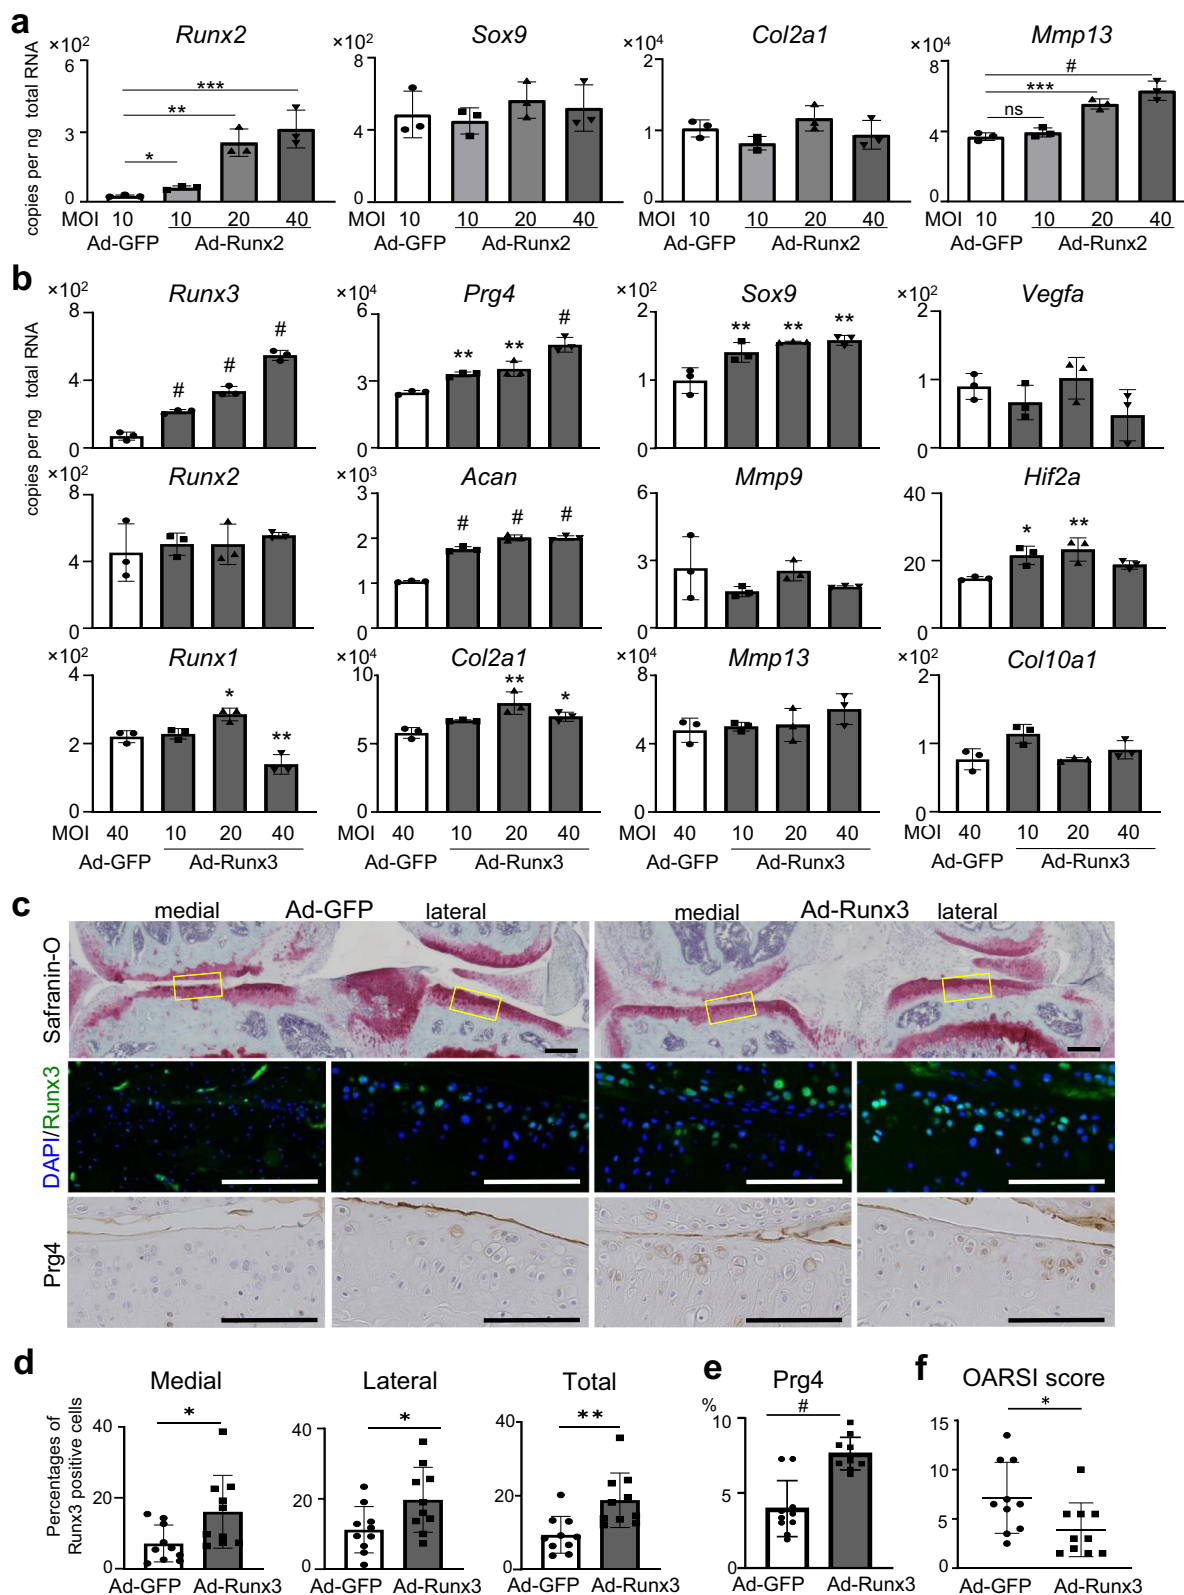 a
copies per ng total RNA
Runx2
Sox9
Col2a1
Mmp13
×10²
×10²
×10⁴
×10⁴
6
8
20
8
***
#
**
***
*
ns
3
4
10
4
0
0
0
0
MOI 10 10 20 40
10 10 20 40
10 10 20 40
MOI 10 10 20 40
Ad-GFP Ad-Runx2
Ad-GFP Ad-Runx2
Ad-GFP Ad-Runx2
Ad-GFP Ad-Runx2
b
copies per ng total RNA
Runx3
Prg4
Sox9
Vegfa
×10²
×10⁴
×10²
×10²
8
6
2
2
# # #
** ** #
** ** **
4
3
1
1
0
0
0
0
Runx2
Acan
Mmp9
Hif2a
×10²
×10³
8
3
6
40
# # #
* **
2
4
1
3
20
0
0
0
0
Runx1
Col2a1
Mmp13
Col10a1
×10²
×10⁴
×10⁴
×10²
4
10
8
2
* **
** *
2
5
4
1
0
0
0
0
MOI 40 10 20 40
MOI 40 10 20 40
MOI 40 10 20 40
MOI 40 10 20 40
Ad-GFP Ad-Runx3
Ad-GFP Ad-Runx3
Ad-GFP Ad-Runx3
Ad-GFP Ad-Runx3
c
medial Ad-GFP lateral
medial Ad-Runx3 lateral
Safranin-O
DAPI/Runx3
Prg4
d
Percentages of
Runx3 positive cells
Medial
Lateral
Total
40
40
40
*
*
**
20
20
20
0
0
0
Ad-GFP Ad-Runx3
Ad-GFP Ad-Runx3
Ad-GFP Ad-Runx3
e
Prg4
%
#
10
5
0
Ad-GFP Ad-Runx3
f
OARSI score
*
15
10
5
0
Ad-GFP Ad-Runx3